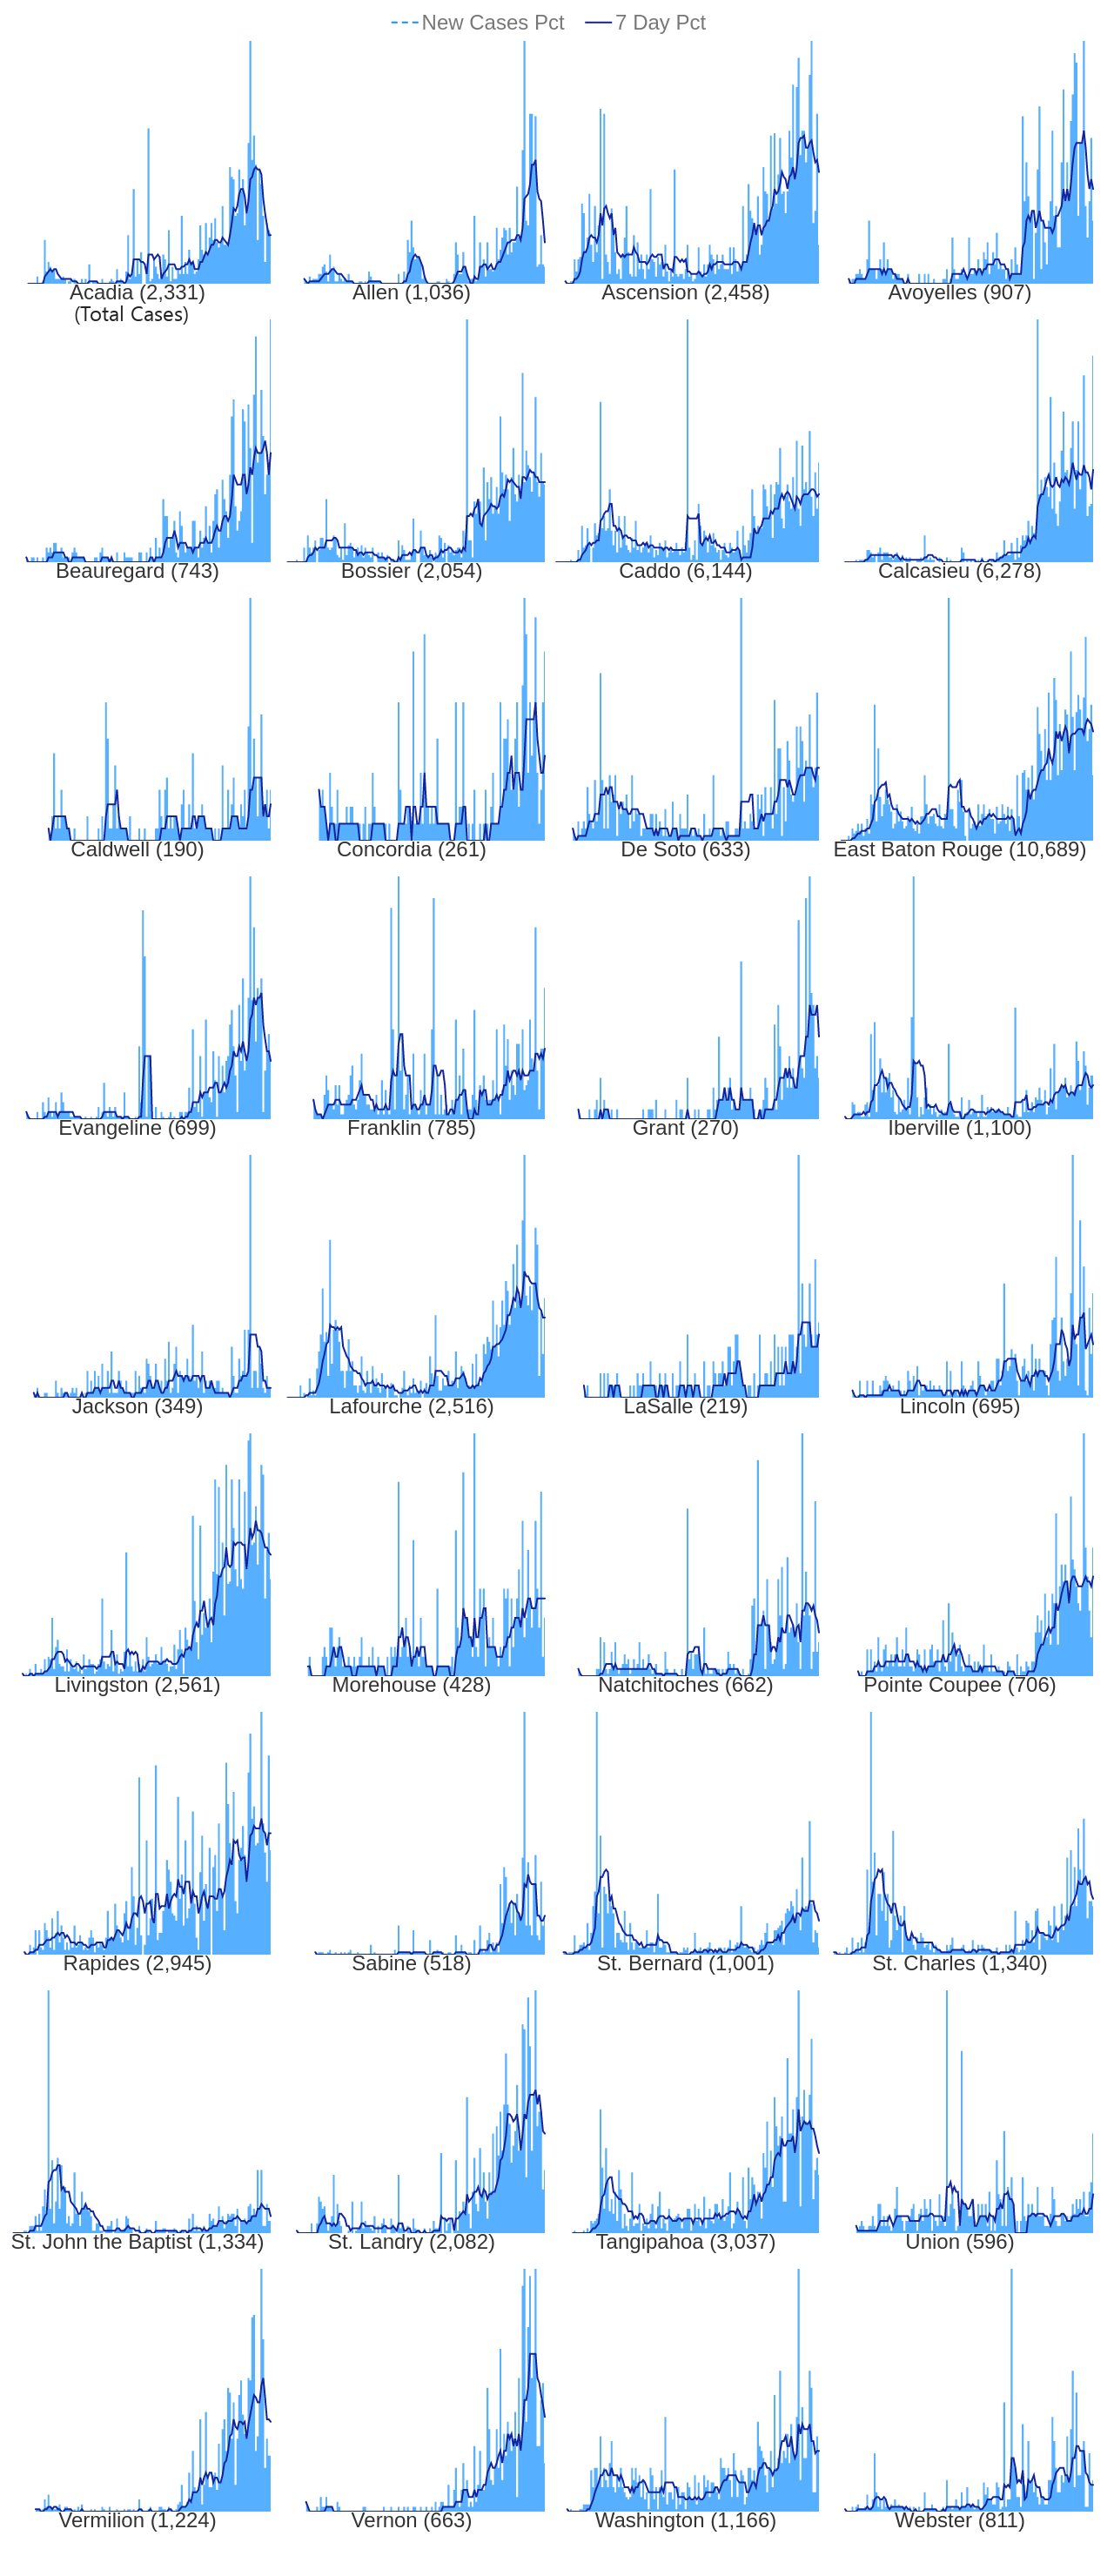 New Cases Pct 7 Day Pct
Acadia (2,331) Allen (1,036) Ascension (2,458) Avoyelles (907)
(Total Cases)
Beauregard (743) Bossier (2,054) Caddo (6,144) Calcasieu (6,278)
Caldwell (190) Concordia (261) De Soto (633) East Baton Rouge (10,689)
Evangeline (699) Franklin (785) Grant (270) Iberville (1,100)
Jackson (349) Lafourche (2,516) LaSalle (219) Lincoln (695)
Livingston (2,561) Morehouse (428) Natchitoches (662) Pointe Coupee (706)
Rapides (2,945) Sabine (518) St. Bernard (1,001) St. Charles (1,340)
St. John the Baptist (1,334) St. Landry (2,082) Tangipahoa (3,037) Union (596)
Vermilion (1,224) Vernon (663) Washington (1,166) Webster (811)